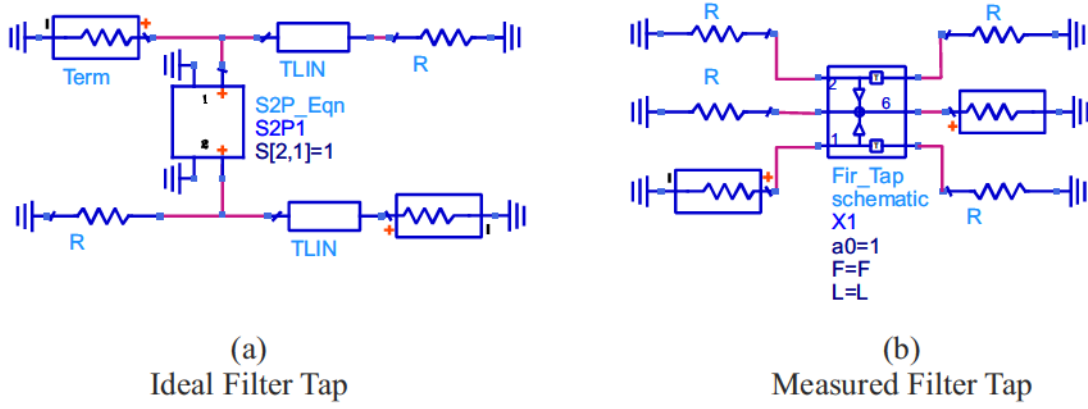 I
+
Term
TLIN
R
1
+
S2P_Eqn
S2P1
S[2,1]=1
2
+
R
TLIN
+
I
(a)
Ideal Filter Tap
R
R
R
2
T
6
+
1
T
I
+
R
Fir_Tap
schematic
X1
a0=1
F=F
L=L
(b)
Measured Filter Tap